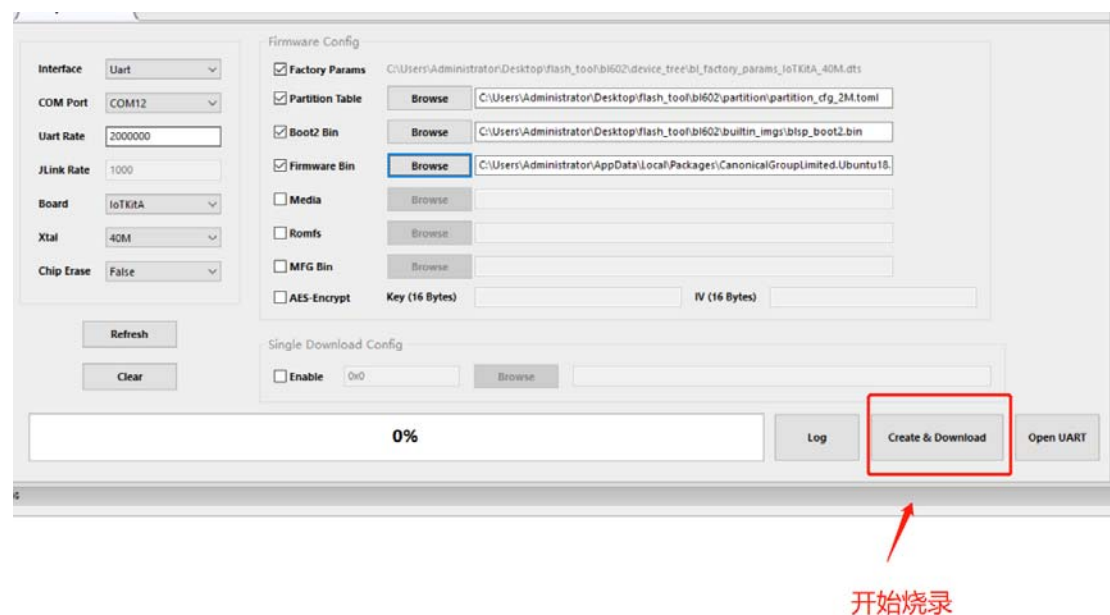 Firmware Config
Interface Uart
COM Port COM12
Uart Rate 2000000
JLink Rate 1000
Board IoTKitA
Xtal 40M
Chip Erase False
Refresh
Clear
Factory Params C:\Users\Administrator\Desktop\flash_tool\bl602\device_tree\bl_factory_params_IoTKitA_40M.dts
Partition Table Browse C:\Users\Administrator\Desktop\flash_tool\bl602\partition\partition_cfg_2M.toml
Boot2 Bin Browse C:\Users\Administrator\Desktop\flash_tool\bl602\builtin_imgs\blsp_boot2.bin
Firmware Bin Browse C:\Users\Administrator\AppData\Local\Packages\CanonicalGroupLimited.Ubuntu18.
Media Browse
Romfs Browse
MFG Bin Browse
AES-Encrypt Key (16 Bytes) IV (16 Bytes)
Single Download Config
Enable 0x0 Browse
0% Log Create & Download Open UART
开始烧录